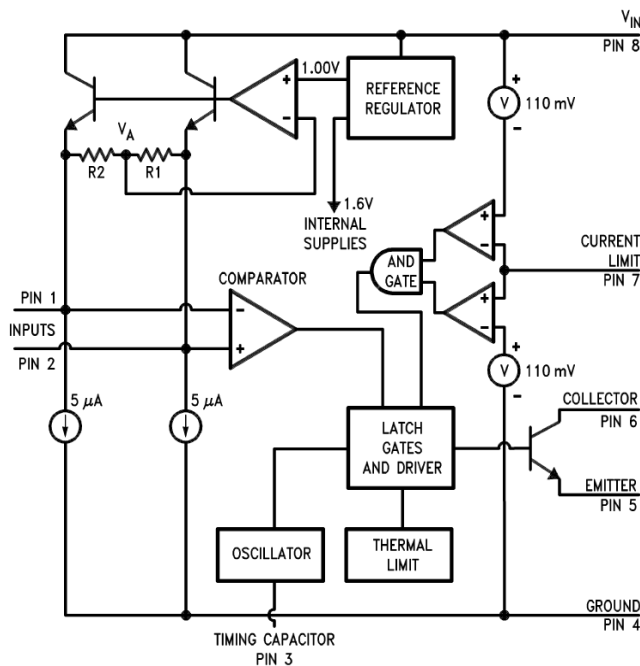 V_IN
PIN 8
1.00V
+
−
REFERENCE
REGULATOR
+
V
110 mV
−
V_A
R2
R1
1.6V
INTERNAL
SUPPLIES
+
−
CURRENT
LIMIT
PIN 7
AND
GATE
COMPARATOR
+
−
PIN 1
−
INPUTS
+
PIN 2
+
V
110 mV
−
5 μA
5 μA
COLLECTOR
PIN 6
LATCH
GATES
AND DRIVER
EMITTER
PIN 5
OSCILLATOR
THERMAL
LIMIT
GROUND
PIN 4
TIMING CAPACITOR
PIN 3